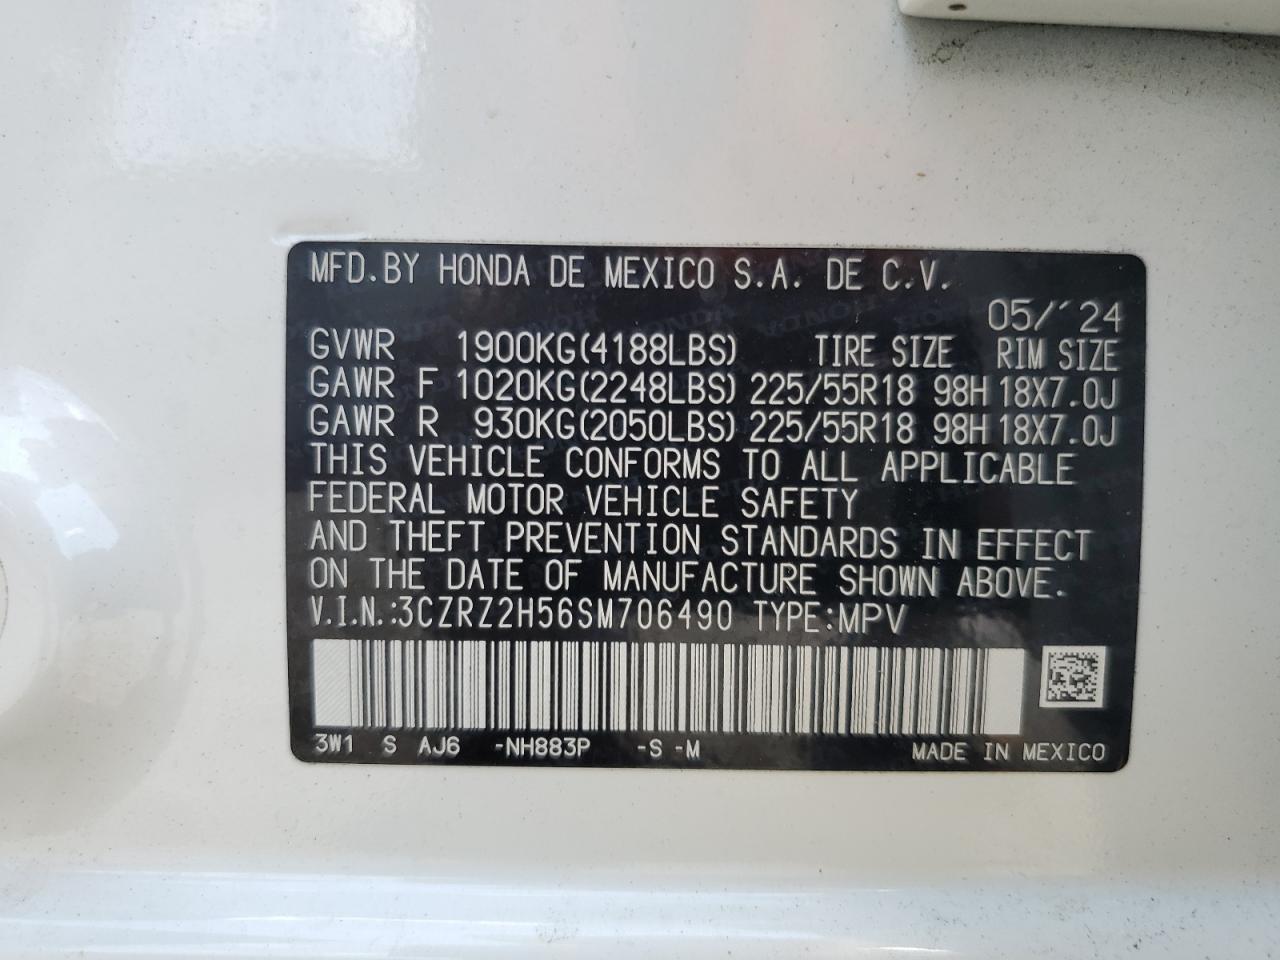 MFD.BY HONDA DE MEXICO S.A. DE C.V.
05/'24
GVWR 1900KG(4188LBS) TIRE SIZE RIM SIZE
GAWR F 1020KG(2248LBS) 225/55R18 98H 18X7.0J
GAWR R 930KG(2050LBS) 225/55R18 98H 18X7.0J
THIS VEHICLE CONFORMS TO ALL APPLICABLE
FEDERAL MOTOR VEHICLE SAFETY
AND THEFT PREVENTION STANDARDS IN EFFECT
ON THE DATE OF MANUFACTURE SHOWN ABOVE.
V.I.N.:3CZRZ2H56SM706490 TYPE:MPV
3W1 S AJ6 -NH883P -S -M MADE IN MEXICO